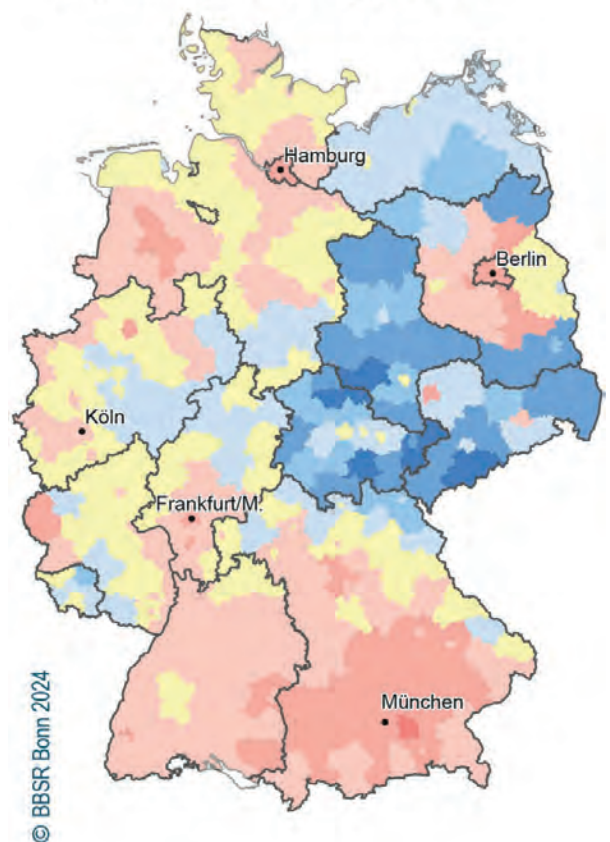 Hamburg
Berlin
Köln
Frankfurt/M.
München
© BBSR Bonn 2024